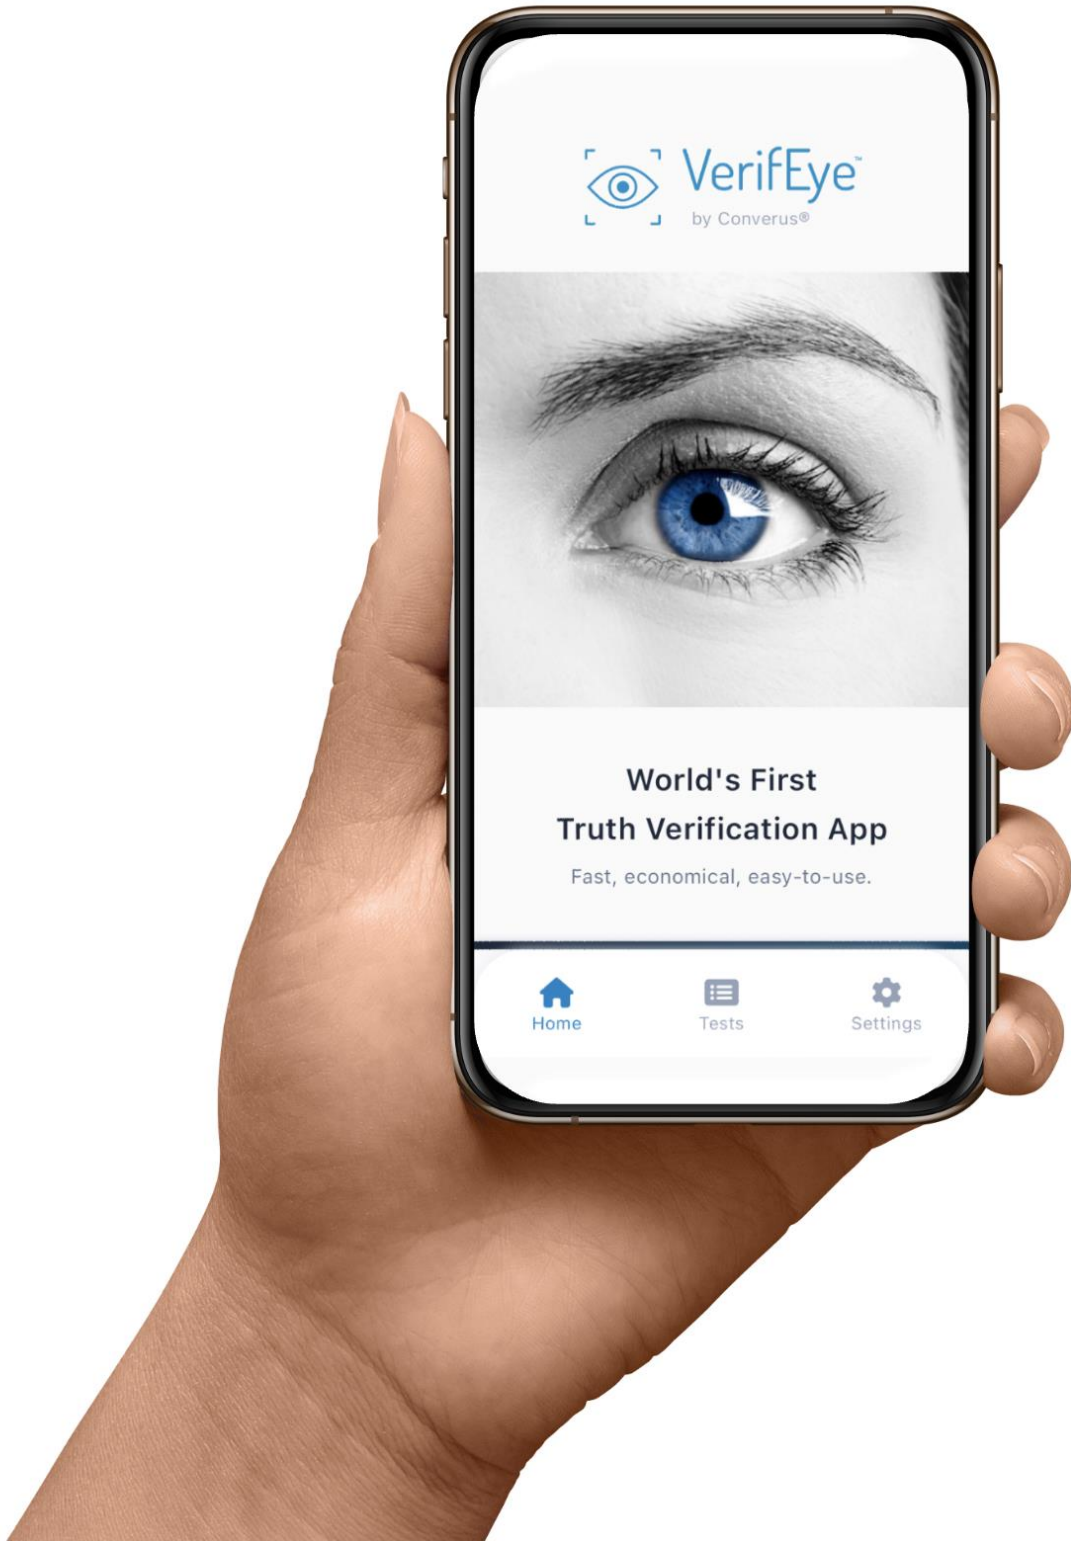 VerifEye™
by Converus®
World's First
Truth Verification App
Fast, economical, easy-to-use.
Home
Tests
Settings